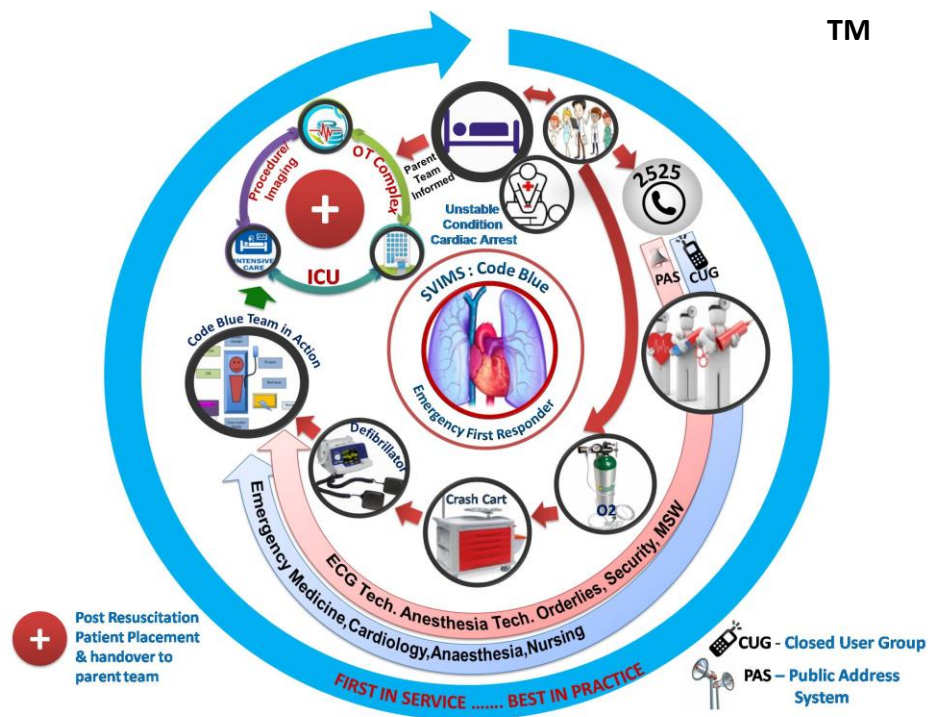 TM
Procedure/
Imaging
OT Complex
ICU
INTENSIVE
CARE
Parent
Team
Informed
Unstable
Condition
Cardiac Arrest
2525
PAS
CUG
SVIMS : Code Blue
Emergency First Responder
Code Blue Team in Action
Defibrillator
Crash Cart
O2
ECG Tech. Anesthesia Tech. Orderlies, Security, MSW
Emergency Medicine,Cardiology,Anaesthesia,Nursing
FIRST IN SERVICE ....... BEST IN PRACTICE
Post Resuscitation
Patient Placement
& handover to
parent team
CUG - Closed User Group
PAS – Public Address
System